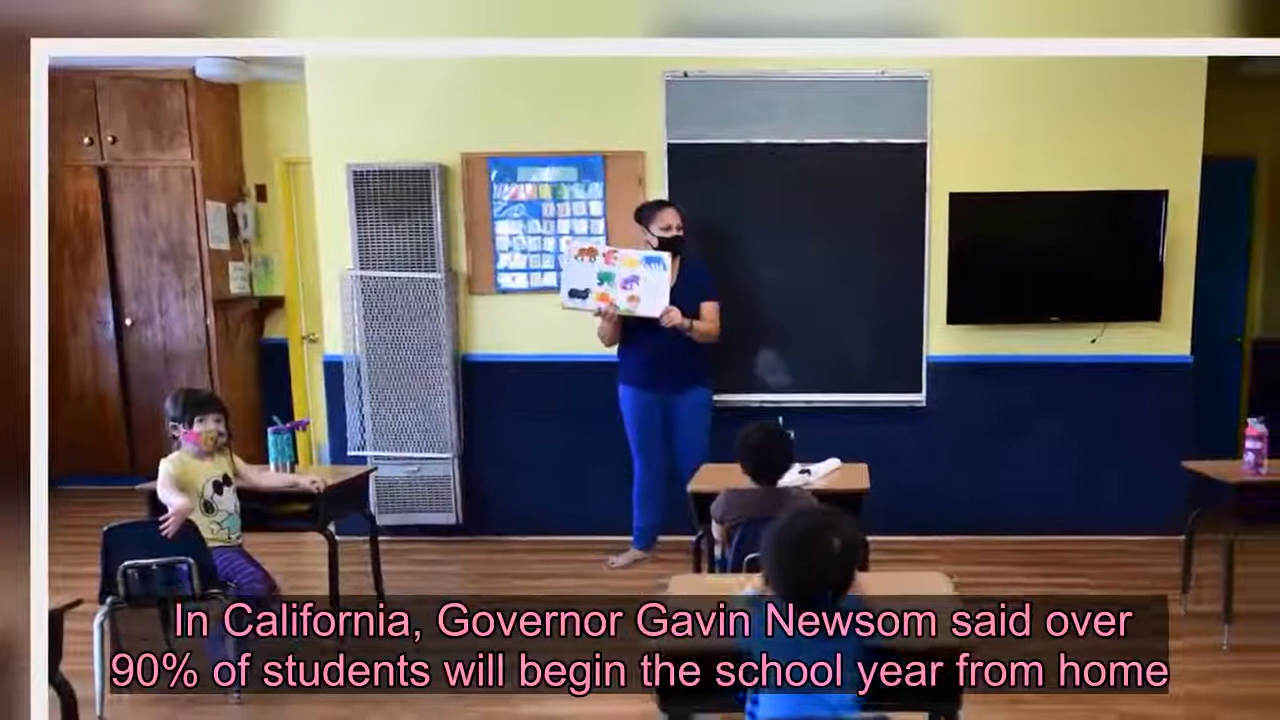 In California, Governor Gavin Newsom said over
90% of students will begin the school year from home